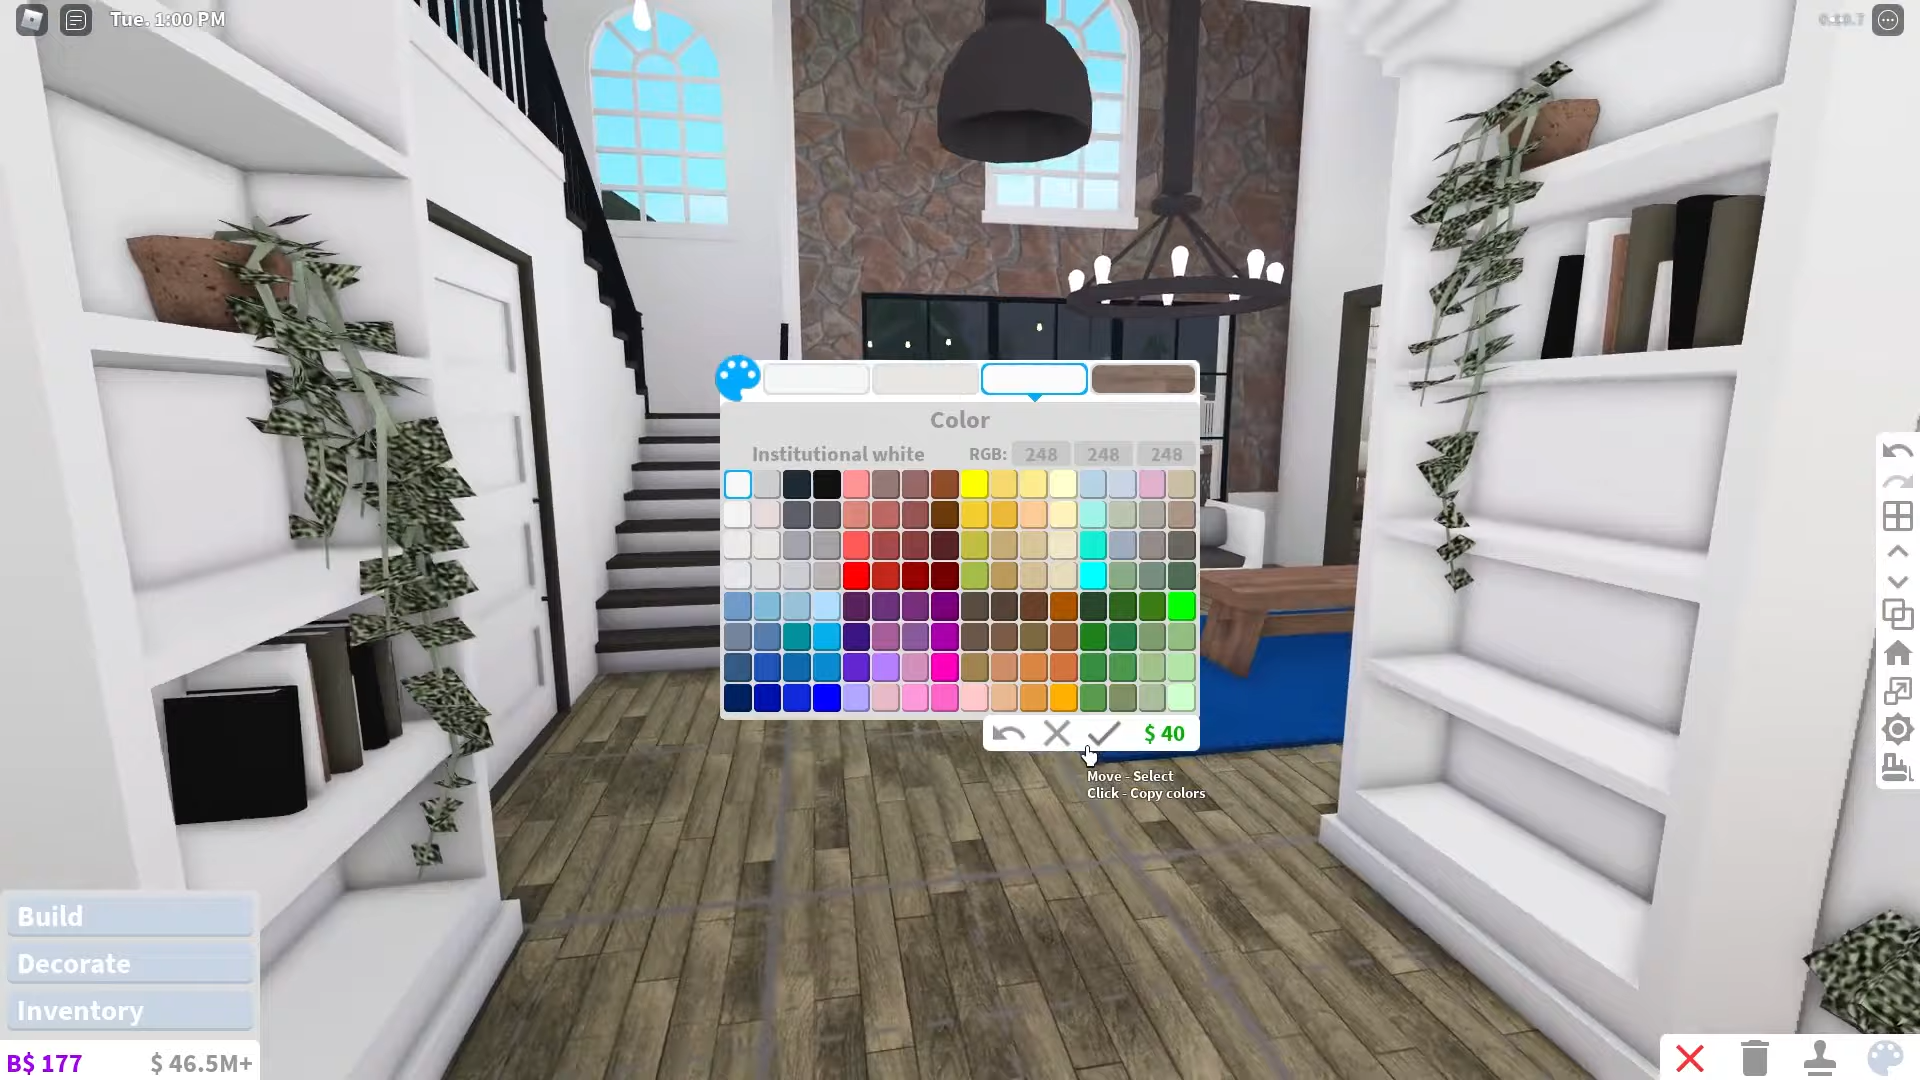 Tue. 1:00 PM
Color
Institutional white RGB: 248 248 248
$ 40
Move - Select
Click - Copy colors
Build
Decorate
Inventory
B$ 177 $ 46.5M+